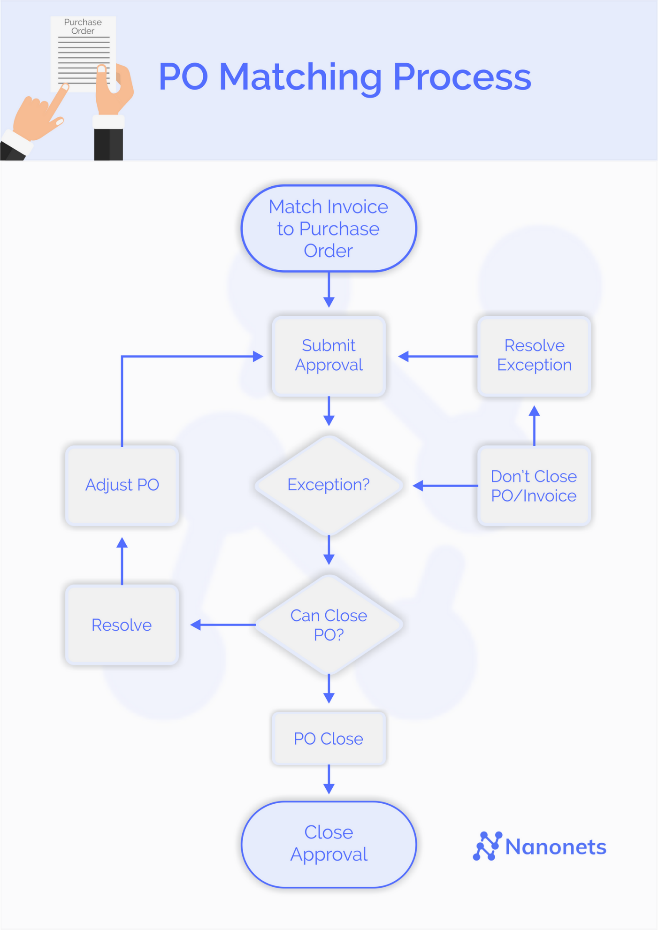 Purchase
Order
PO Matching Process
Match Invoice
to Purchase
Order
Submit
Approval
Resolve
Exception
Adjust PO
Exception?
Don't Close
PO/Invoice
Resolve
Can Close
PO?
PO Close
Close
Approval
Nanonets